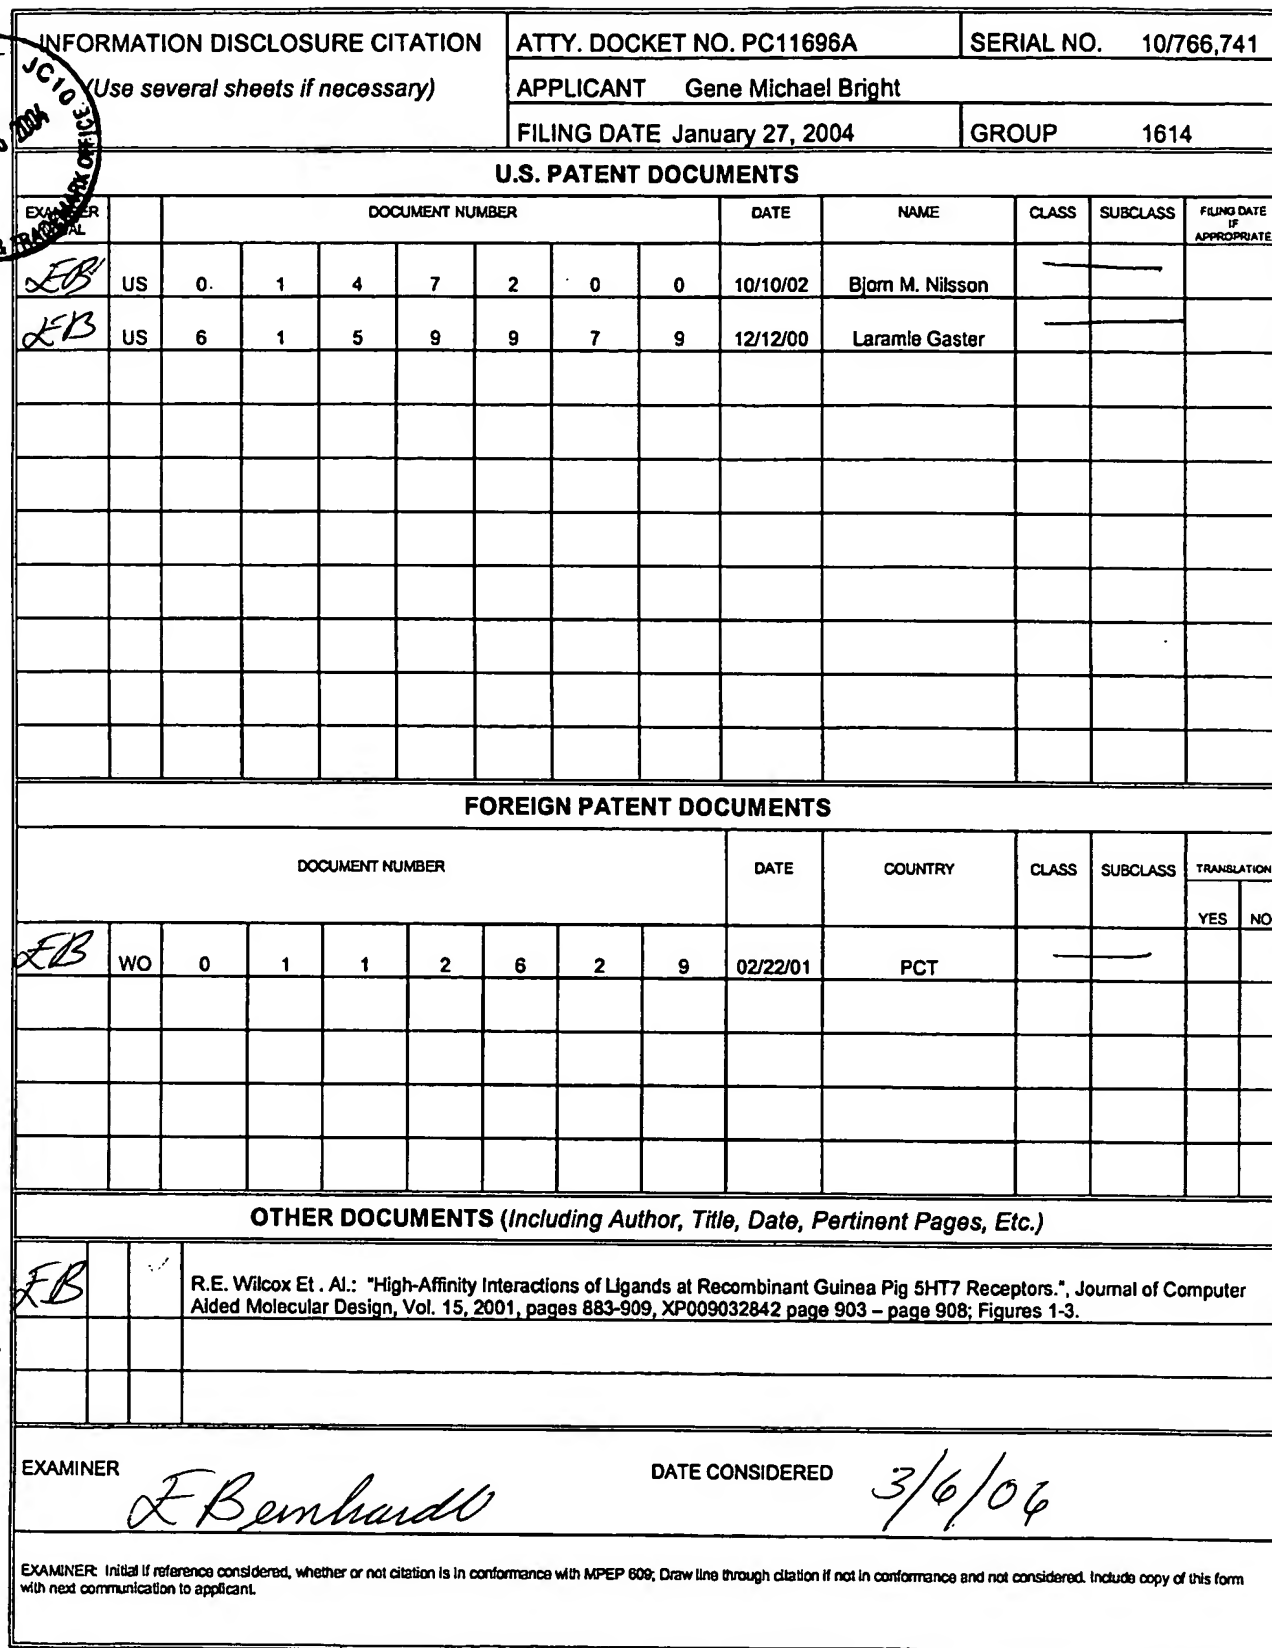 INFORMATION DISCLOSURE CITATION
(Use several sheets if necessary)
ATTY. DOCKET NO. PC11696A
SERIAL NO. 10/766,741
APPLICANT Gene Michael Bright
FILING DATE January 27, 2004
GROUP 1614
JC10
2004
TRADEMARK OFFICE
U.S. PATENT DOCUMENTS
DOCUMENT NUMBER DATE NAME CLASS SUBCLASS FILING DATE IF APPROPRIATE
EB US 0. 1 4 7 2 0 0 10/10/02 Bjorn M. Nilsson
EB US 6 1 5 9 9 7 9 12/12/00 Laramie Gaster
FOREIGN PATENT DOCUMENTS
DOCUMENT NUMBER DATE COUNTRY CLASS SUBCLASS TRANSLATION
YES NO
EB WO 0 1 1 2 6 2 9 02/22/01 PCT
OTHER DOCUMENTS (Including Author, Title, Date, Pertinent Pages, Etc.)
EB R.E. Wilcox Et . Al.: "High-Affinity Interactions of Ligands at Recombinant Guinea Pig 5HT7 Receptors.", Journal of Computer
Aided Molecular Design, Vol. 15, 2001, pages 883-909, XP009032842 page 903 – page 908; Figures 1-3.
EXAMINER E Bernhardt DATE CONSIDERED 3/6/06
EXAMINER: Initial if reference considered, whether or not citation is in conformance with MPEP 609; Draw line through citation if not in conformance and not considered. Include copy of this form
with next communication to applicant.